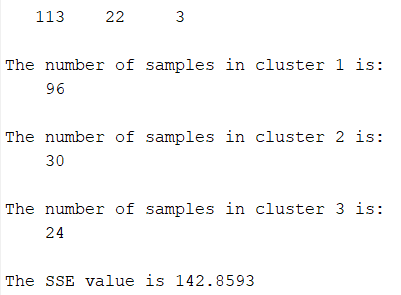 113 22 3
The number of samples in cluster 1 is:
96
The number of samples in cluster 2 is:
30
The number of samples in cluster 3 is:
24
The SSE value is 142.8593